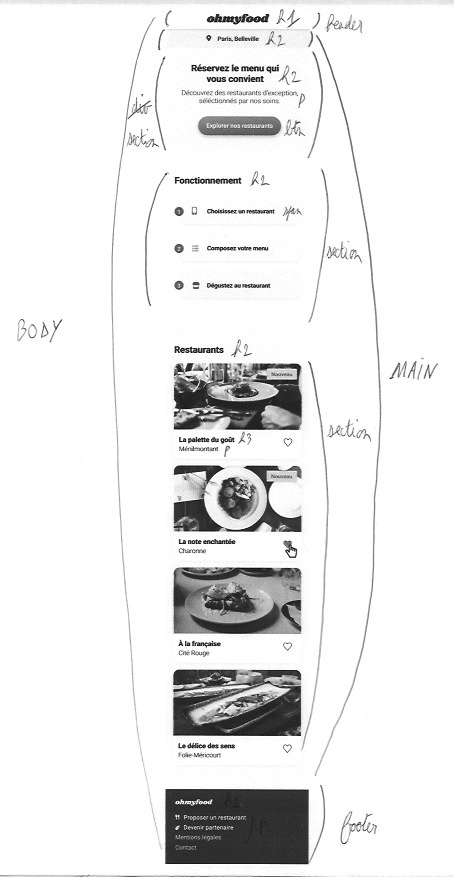 ohmyfood h1 header
Paris, Belleville h2
Réservez le menu qui
vous convient h2
Découvrez des restaurants d'exception,
séléctionnés par nos soins. p
div
section
Explorer nos restaurants btn
Fonctionnement h2
1 Choisissez un restaurant span
2 Composez votre menu
section
3 Dégustez au restaurant
BODY
Restaurants h2
MAIN
Nouveau
section
La palette du goût h3
Ménilmontant p
Nouveau
La note enchantée
Charonne
À la française
Cité Rouge
Le délice des sens
Folie-Méricourt
ohmyfood h2
Proposer un restaurant
Devenir partenaire p
footer
Mentions légales
Contact